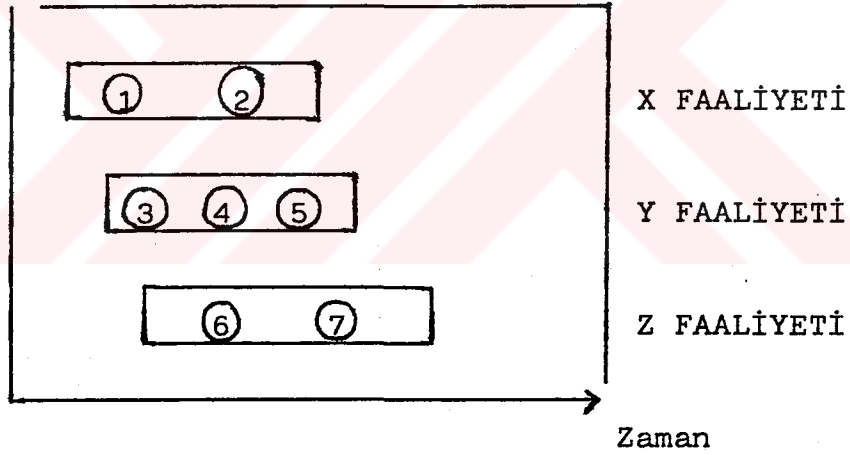 1 2 X FAALİYETİ
3 4 5 Y FAALİYETİ
6 7 Z FAALİYETİ
Zaman